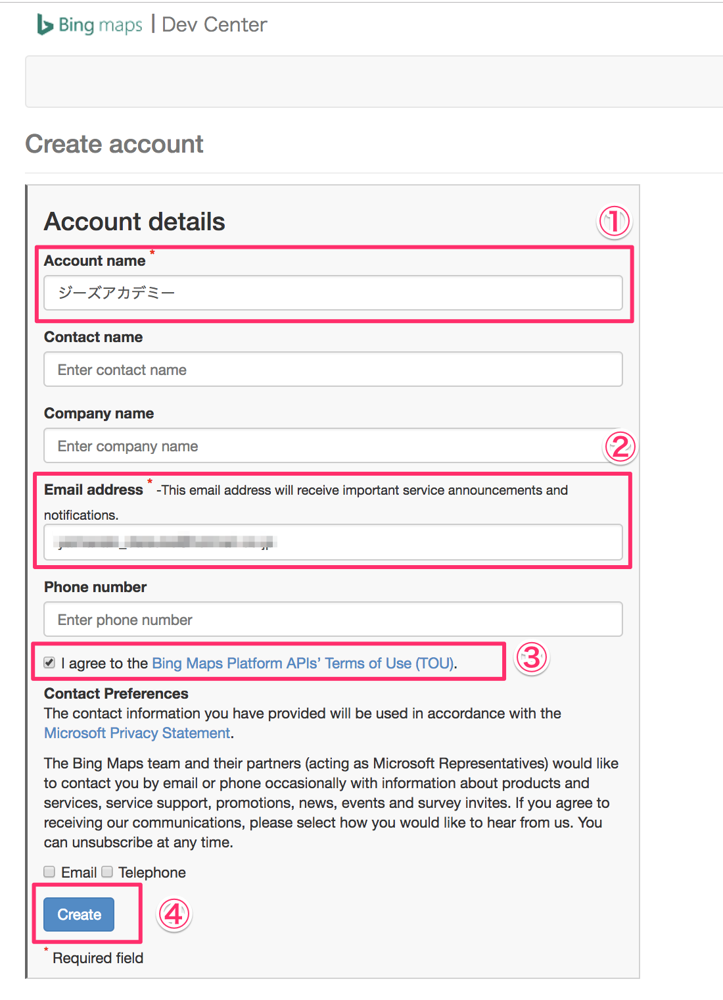 Bing maps | Dev Center
Create account
Account details
①
Account name *
ジーズアカデミー
Contact name
Enter contact name
Company name
Enter company name
②
Email address * -This email address will receive important service announcements and
notifications.
Phone number
Enter phone number
I agree to the Bing Maps Platform APIs’ Terms of Use (TOU).
③
Contact Preferences
The contact information you have provided will be used in accordance with the
Microsoft Privacy Statement.
The Bing Maps team and their partners (acting as Microsoft Representatives) would like
to contact you by email or phone occasionally with information about products and
services, service support, promotions, news, events and survey invites. If you agree to
receiving our communications, please select how you would like to hear from us. You
can unsubscribe at any time.
Email Telephone
Create
④
* Required field